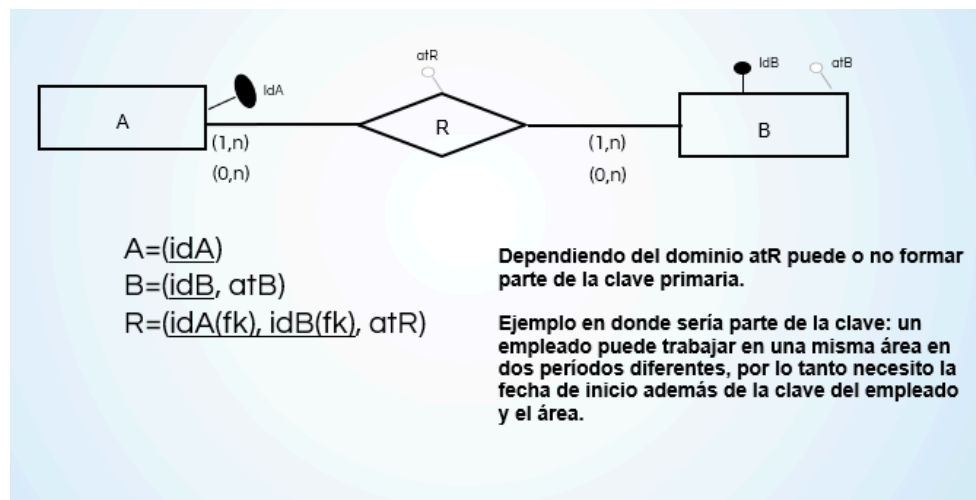 atR
IdA
IdB
atB
A
R
B
(1,n)
(1,n)
(0,n)
(0,n)
A=(idA)
B=(idB, atB)
R=(idA(fk), idB(fk), atR)
Dependiendo del dominio atR puede o no formar
parte de la clave primaria.
Ejemplo en donde sería parte de la clave: un
empleado puede trabajar en una misma área en
dos períodos diferentes, por lo tanto necesito la
fecha de inicio además de la clave del empleado
y el área.